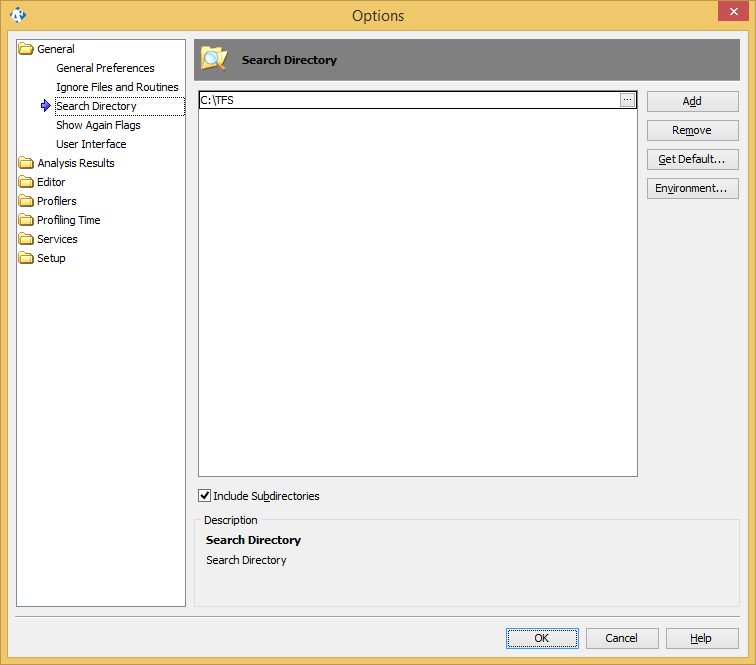 Options
General
General Preferences
Ignore Files and Routines
Search Directory
Show Again Flags
User Interface
Analysis Results
Editor
Profilers
Profiling Time
Services
Setup
Search Directory
C:\TFS
...
Add
Remove
Get Default...
Environment...
Include Subdirectories
Description
Search Directory
Search Directory
OK
Cancel
Help